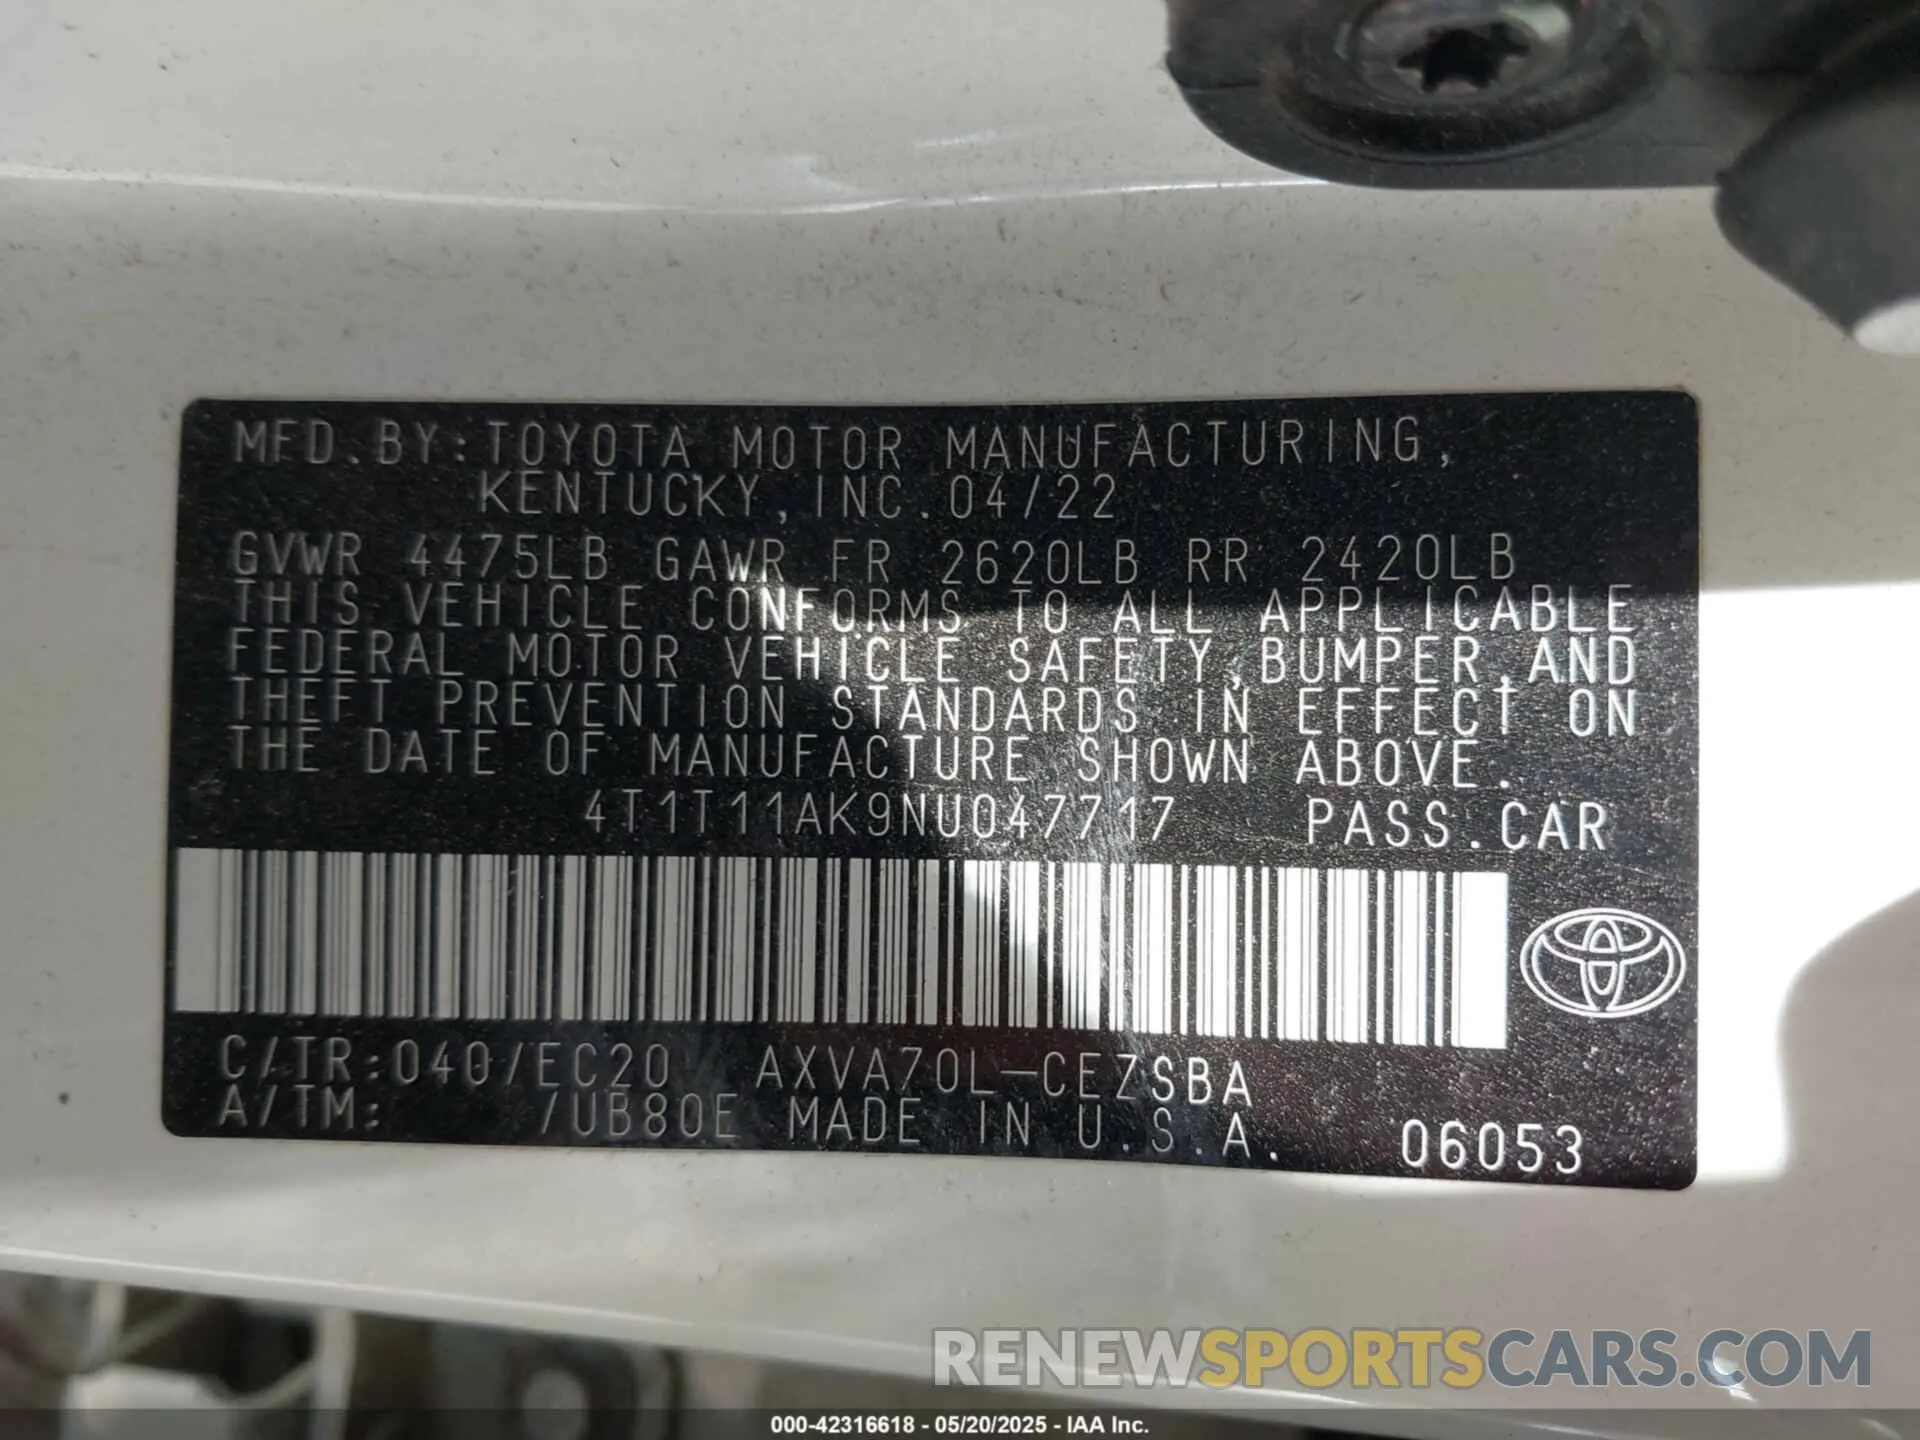 MFD.BY:TOYOTA MOTOR MANUFACTURING,
KENTUCKY,INC.04/22
GVWR 4475LB GAWR FR 2620LB RR 2420LB
THIS VEHICLE CONFORMS TO ALL APPLICABLE
FEDERAL MOTOR VEHICLE SAFETY,BUMPER,AND
THEFT PREVENTION STANDARDS IN EFFECT ON
THE DATE OF MANUFACTURE SHOWN ABOVE.
4T1T11AK9NU047717 PASS.CAR
C/TR:040/EC20 AXVA70L-CEZSBA
A/TM: /UB80E MADE IN U.S.A. 06053
RENEWSPORTSCARS.COM
000-42316618 - 05/20/2025 - IAA Inc.